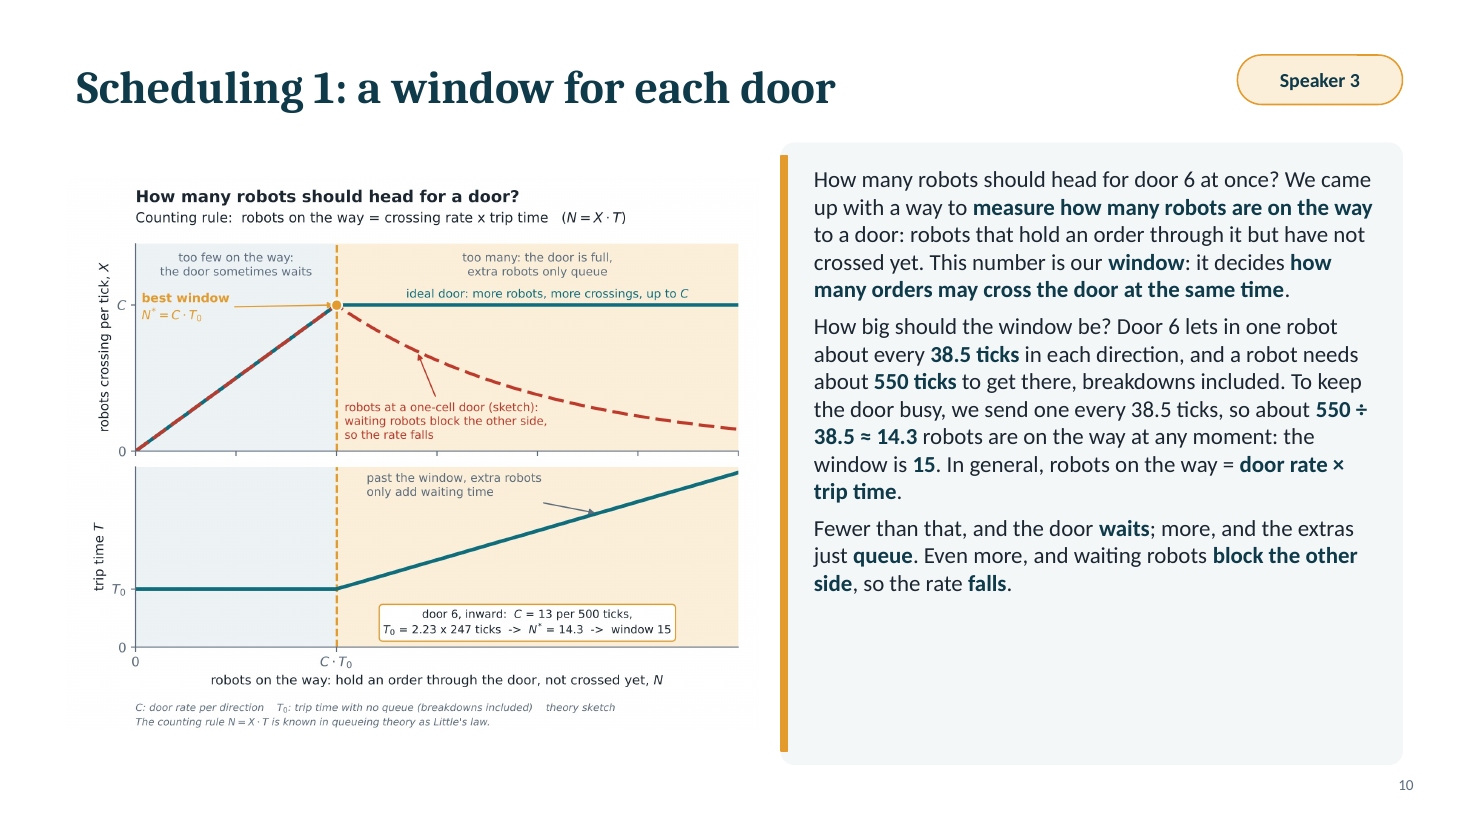 Scheduling 1: a window for each door
Speaker 3
How many robots should head for a door?
Counting rule:  robots on the way = crossing rate x trip time   (N = X · T)
robots crossing per tick, X
C
0
too few on the way:
the door sometimes waits
too many: the door is full,
extra robots only queue
best window
N* = C · T₀
ideal door: more robots, more crossings, up to C
robots at a one-cell door (sketch):
waiting robots block the other side,
so the rate falls
trip time T
T₀
0
past the window, extra robots
only add waiting time
door 6, inward:  C = 13 per 500 ticks,
T₀ = 2.23 x 247 ticks  ->  N* = 14.3  ->  window 15
0
C · T₀
robots on the way: hold an order through the door, not crossed yet, N
C: door rate per direction    T₀: trip time with no queue (breakdowns included)    theory sketch
The counting rule N = X · T is known in queueing theory as Little's law.
How many robots should head for door 6 at once? We came
up with a way to measure how many robots are on the way
to a door: robots that hold an order through it but have not
crossed yet. This number is our window: it decides how
many orders may cross the door at the same time.
How big should the window be? Door 6 lets in one robot
about every 38.5 ticks in each direction, and a robot needs
about 550 ticks to get there, breakdowns included. To keep
the door busy, we send one every 38.5 ticks, so about 550 ÷
38.5 ≈ 14.3 robots are on the way at any moment: the
window is 15. In general, robots on the way = door rate ×
trip time.
Fewer than that, and the door waits; more, and the extras
just queue. Even more, and waiting robots block the other
side, so the rate falls.
10